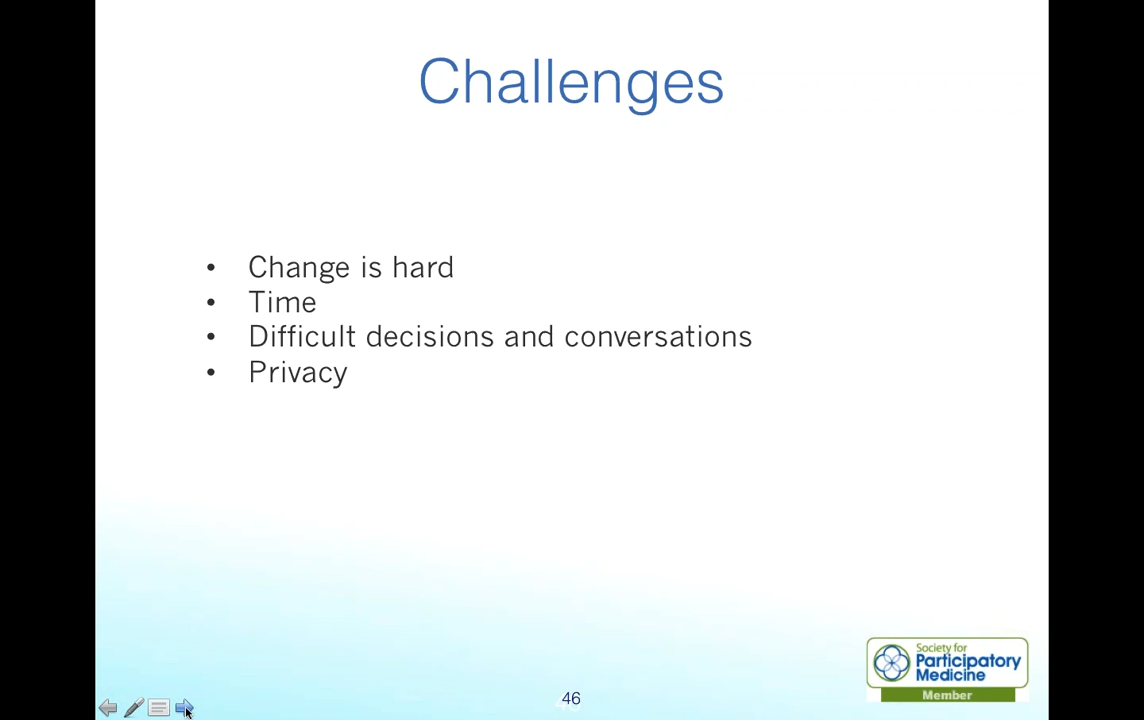 Challenges
• Change is hard
• Time
• Difficult decisions and conversations
• Privacy
Society for
Participatory
Medicine
Member
46